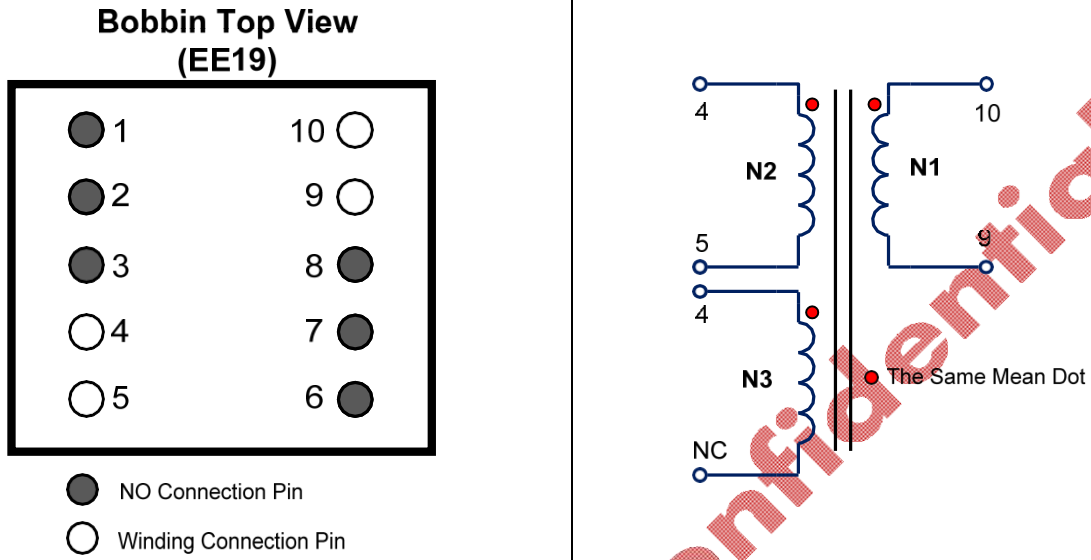 Bobbin Top View
(EE19)
1
10
2
9
3
8
4
7
5
6
NO Connection Pin
Winding Connection Pin
4
10
N2
N1
5
9
4
N3
The Same Mean Dot
NC
onfidential